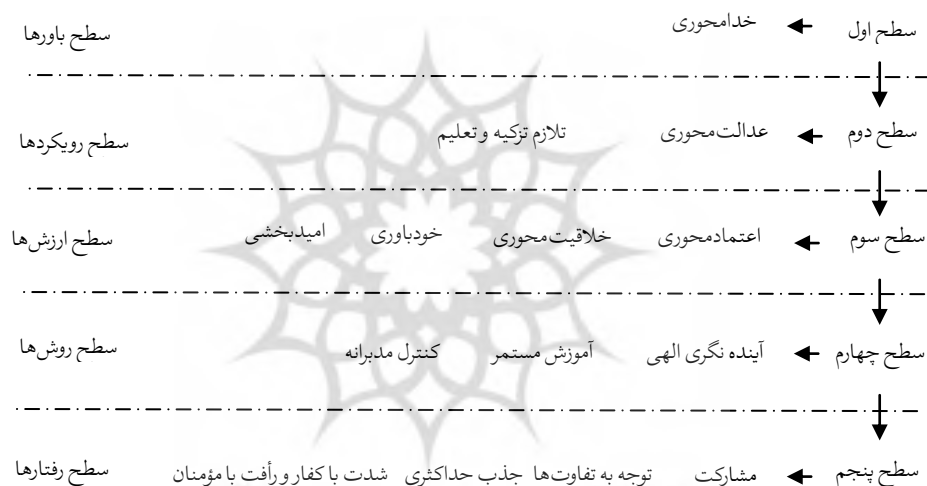 سطح اول خدامحوری سطح باورها
سطح دوم عدالت‌محوری تلازم تزکیه و تعلیم سطح رویکردها
سطح سوم اعتمادمحوری خلاقیت‌محوری خودباوری امیدبخشی سطح ارزش‌ها
سطح چهارم آینده نگری الهی آموزش مستمر کنترل مدبرانه سطح روش‌ها
سطح پنجم مشارکت توجه به تفاوت‌ها جذب حداکثری شدت با کفار و رأفت با مؤمنان سطح رفتارها